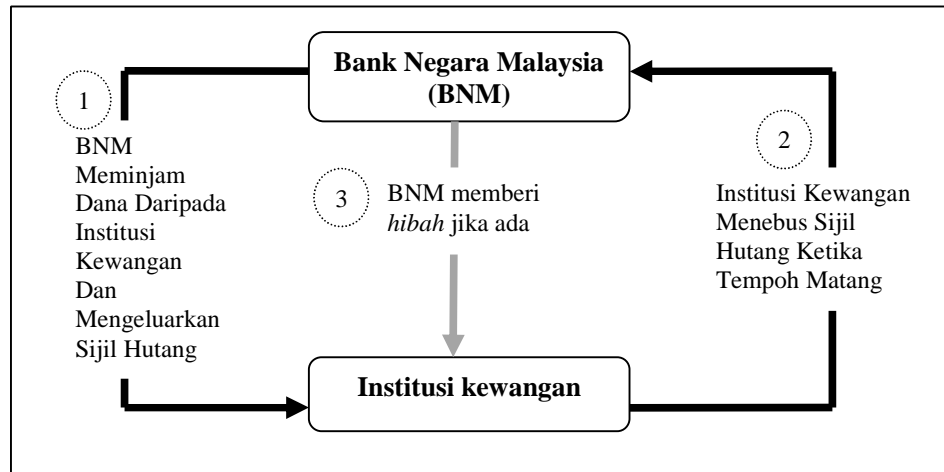 Bank Negara Malaysia
(BNM)
1
BNM
Meminjam
Dana Daripada
Institusi
Kewangan
Dan
Mengeluarkan
Sijil Hutang
3
BNM memberi
hibah jika ada
2
Institusi Kewangan
Menebus Sijil
Hutang Ketika
Tempoh Matang
Institusi kewangan